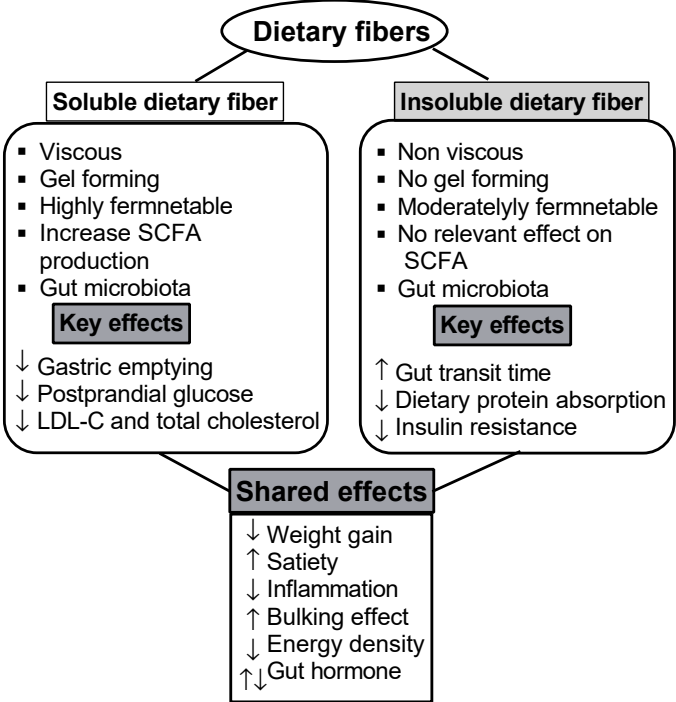 Dietary fibers
Soluble dietary fiber
▪ Viscous
▪ Gel forming
▪ Highly fermnetable
▪ Increase SCFA
production
▪ Gut microbiota
Key effects
↓ Gastric emptying
↓ Postprandial glucose
↓ LDL-C and total cholesterol
Insoluble dietary fiber
▪ Non viscous
▪ No gel forming
▪ Moderatelyly fermnetable
▪ No relevant effect on
SCFA
▪ Gut microbiota
Key effects
↑ Gut transit time
↓ Dietary protein absorption
↓ Insulin resistance
Shared effects
↓ Weight gain
↑ Satiety
↓ Inflammation
↑ Bulking effect
↓ Energy density
↑↓ Gut hormone